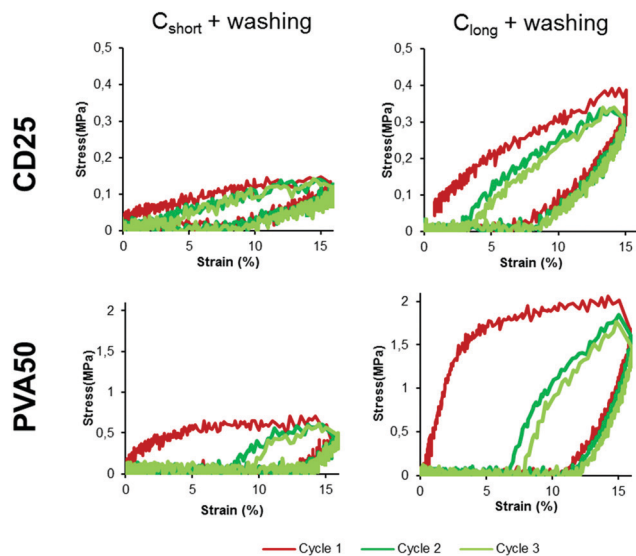 C_short + washing
C_long + washing
CD25
0,5
0,4
0,3
0,2
0,1
0
Stress(MPa)
0
5
10
15
Strain (%)
0,5
0,4
0,3
0,2
0,1
0
Stress(MPa)
0
5
10
15
Strain (%)
PVA50
2
1,5
1
0,5
0
Stress(MPa)
0
5
10
15
Strain (%)
2
1,5
1
0,5
0
Stress(MPa)
0
5
10
15
Strain (%)
Cycle 1
Cycle 2
Cycle 3